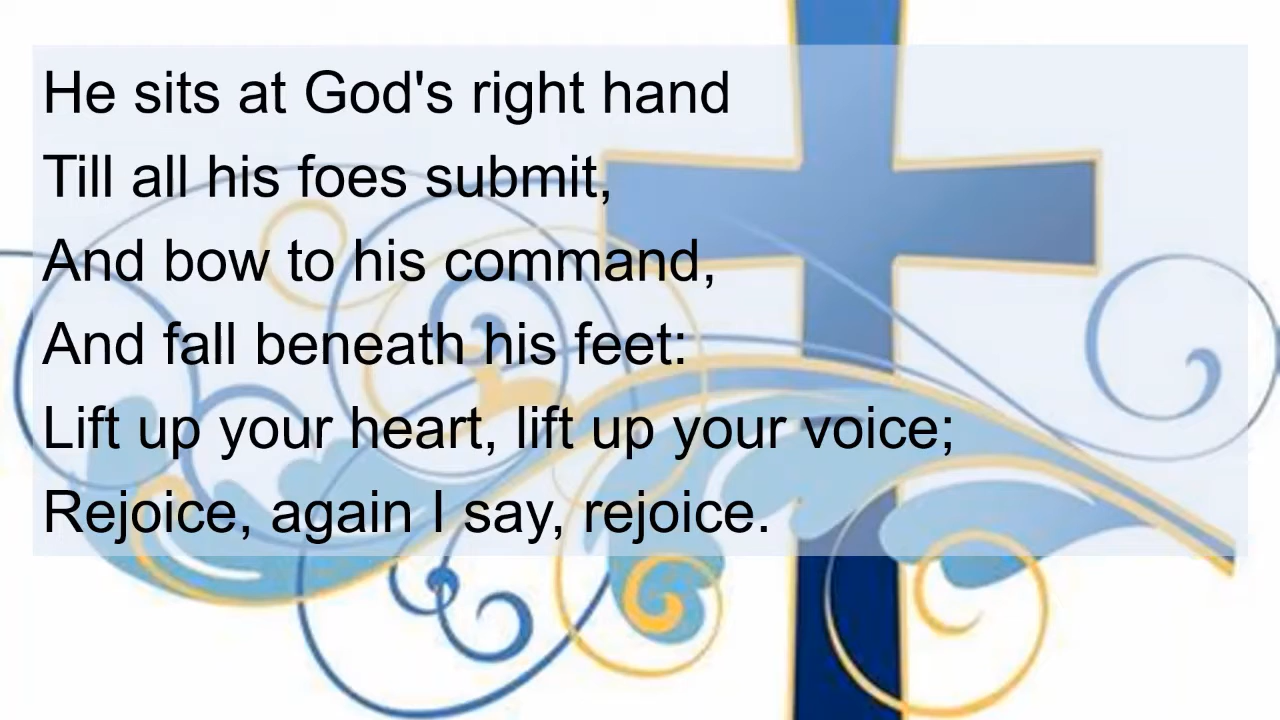 He sits at God's right hand
Till all his foes submit,
And bow to his command,
And fall beneath his feet:
Lift up your heart, lift up your voice;
Rejoice, again I say, rejoice.